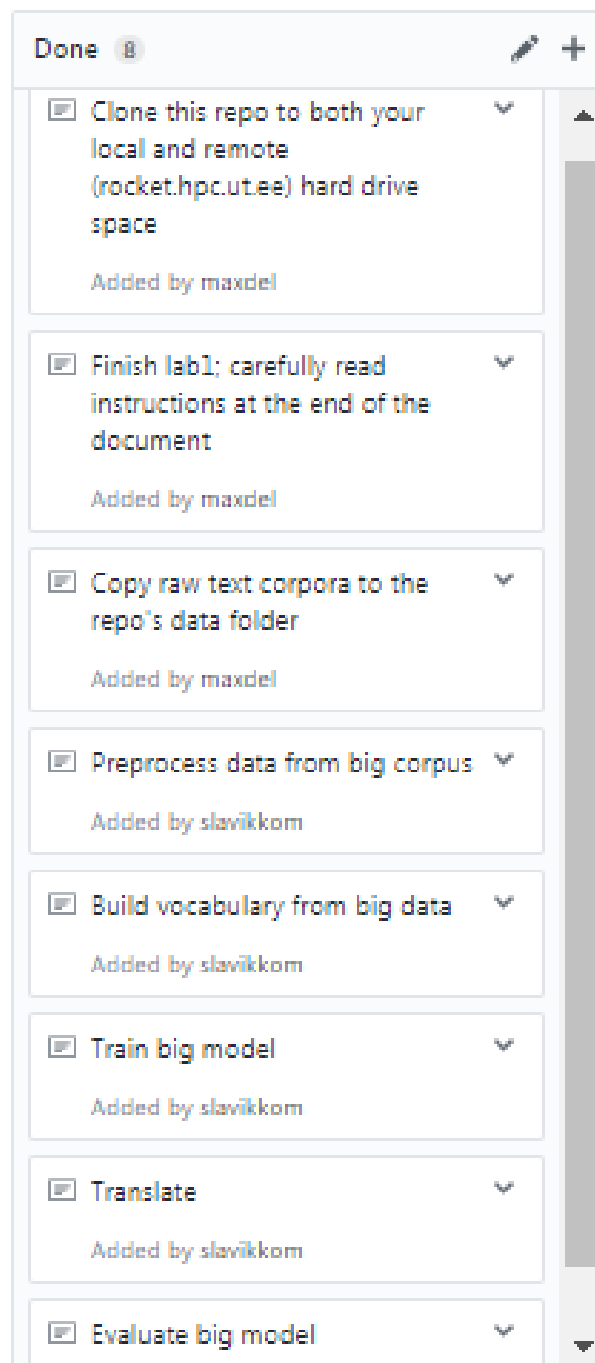 Done 8
Clone this repo to both your
local and remote
(rocket.hpc.ut.ee) hard drive
space
Added by maxdel
Finish lab1; carefully read
instructions at the end of the
document
Added by maxdel
Copy raw text corpora to the
repo's data folder
Added by maxdel
Preprocess data from big corpus
Added by slavikkom
Build vocabulary from big data
Added by slavikkom
Train big model
Added by slavikkom
Translate
Added by slavikkom
Evaluate big model